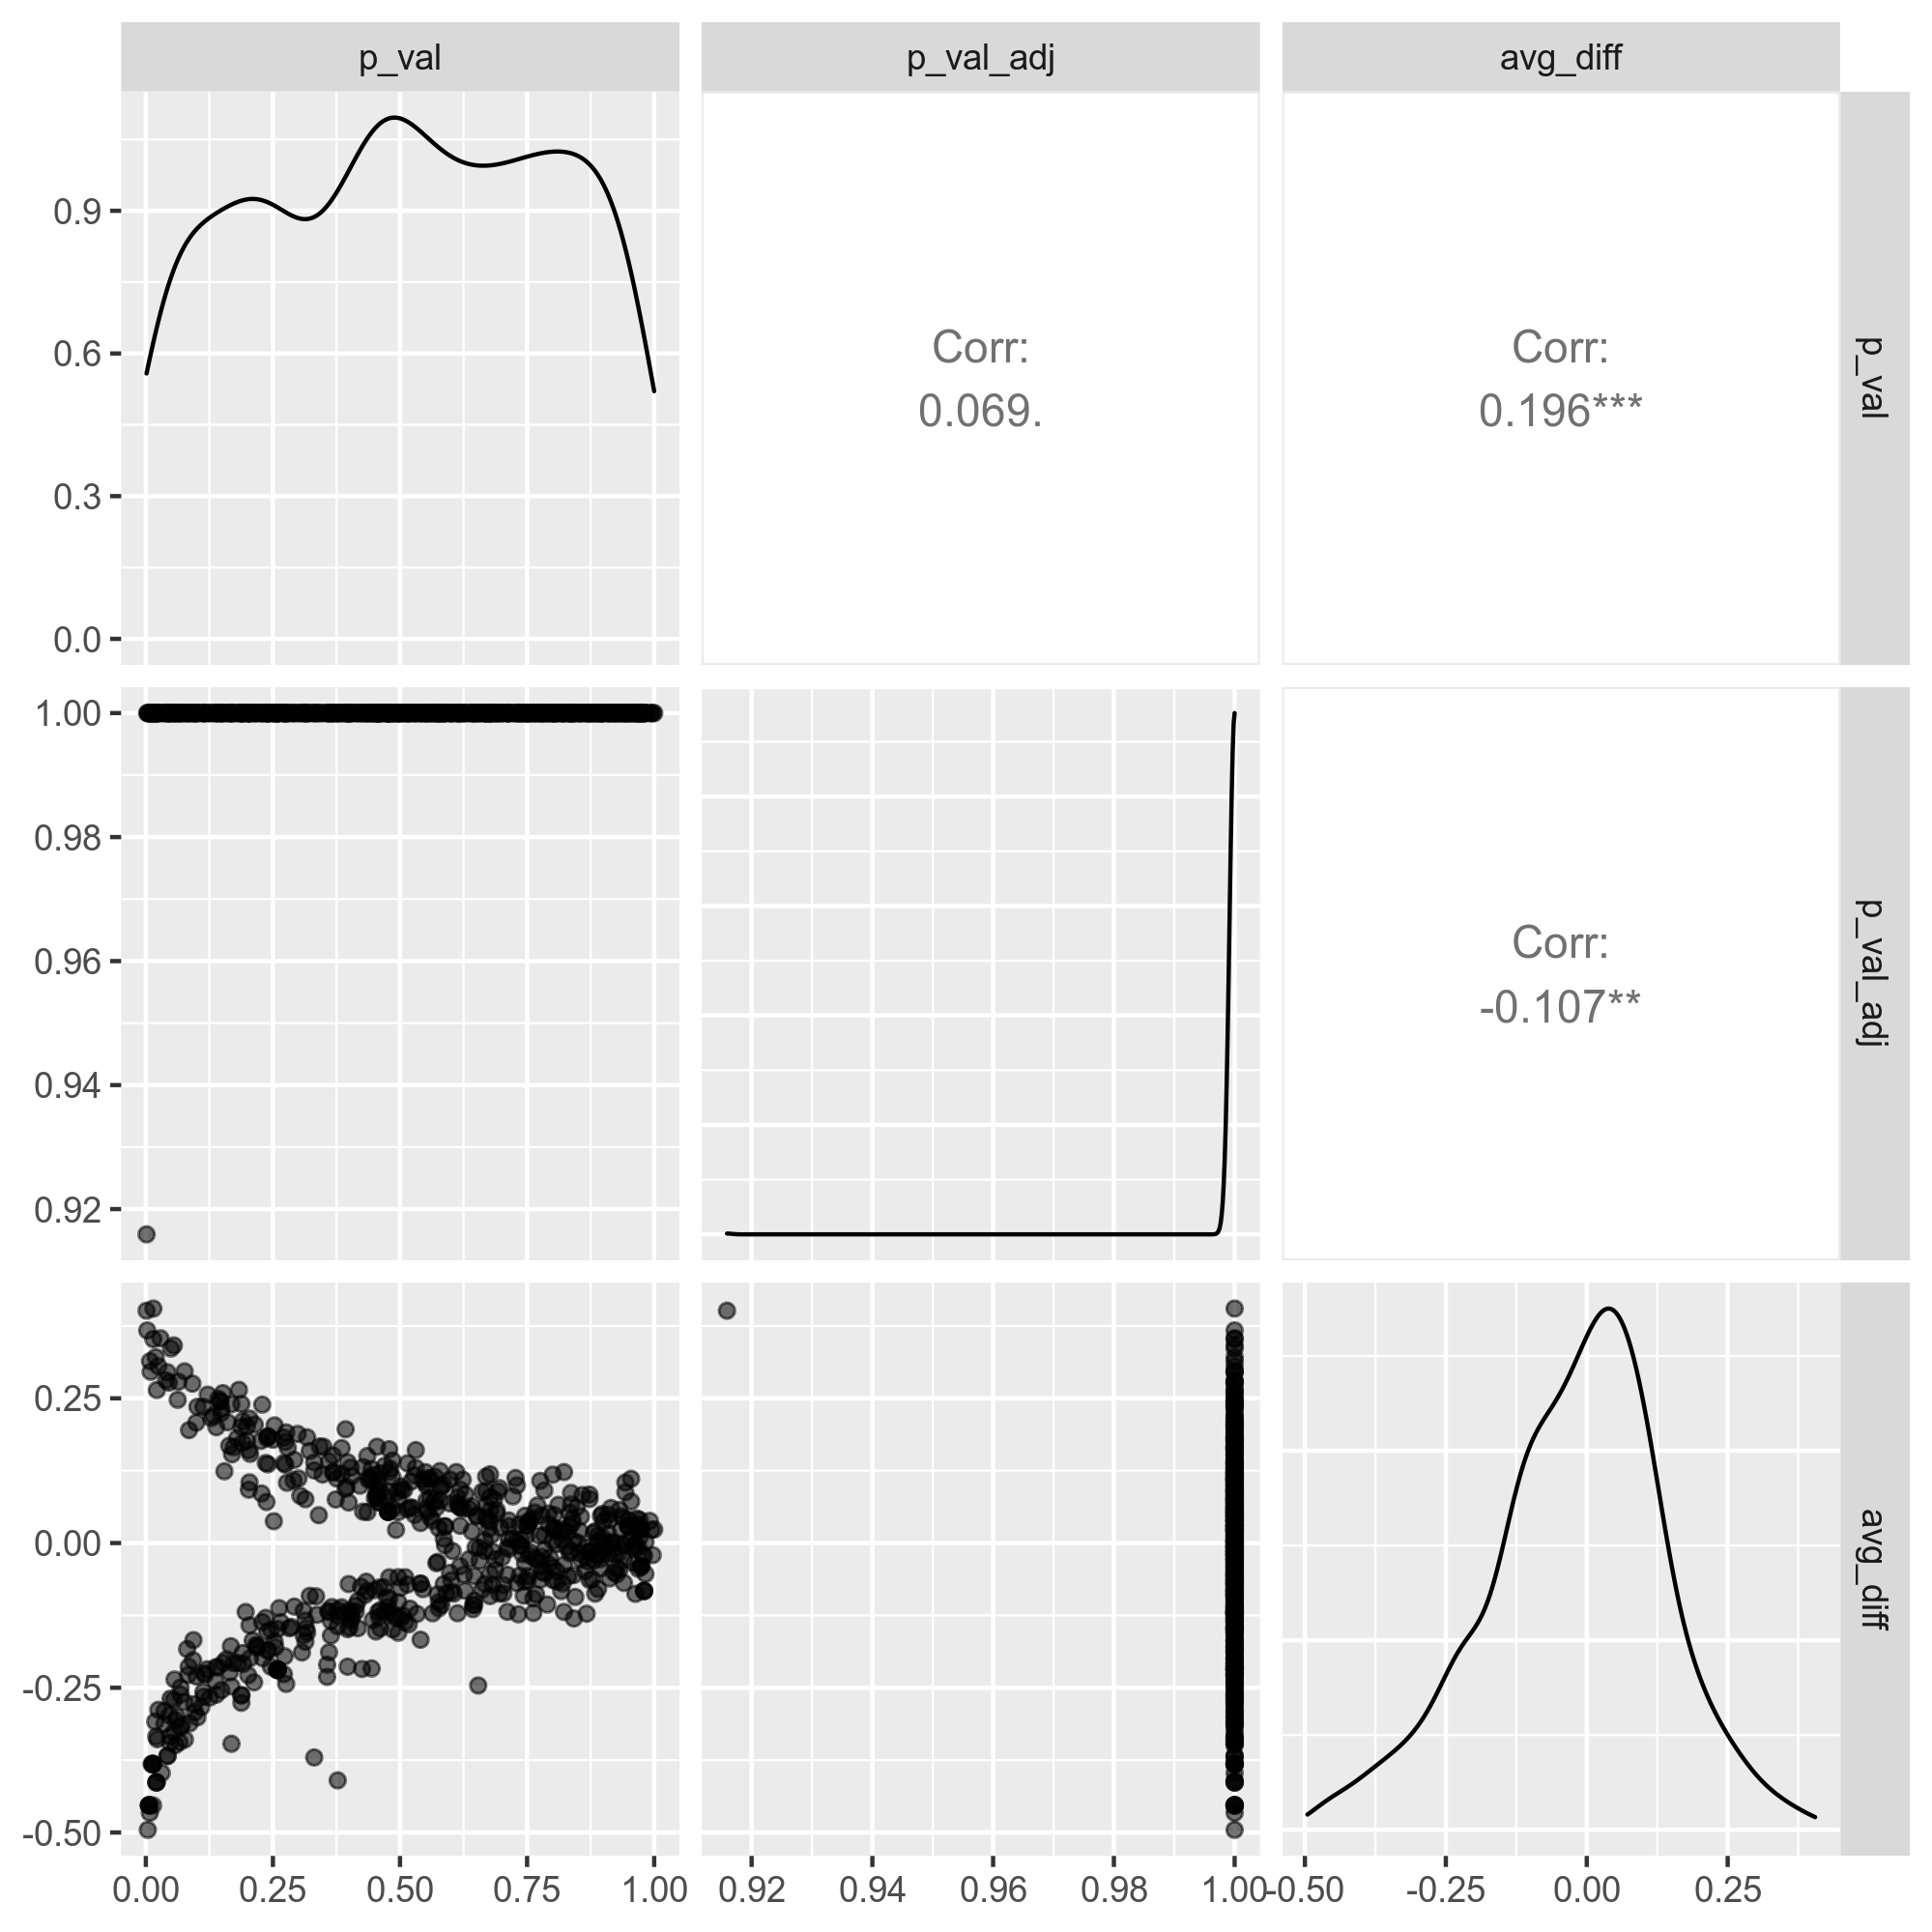 p_val
p_val_adj
avg_diff
0.9
0.6
0.3
0.0
Corr:
0.069.
Corr:
0.196***
p_val
1.00
0.98
0.96
0.94
0.92
Corr:
-0.107**
p_val_adj
0.25
0.00
-0.25
-0.50
avg_diff
0.00 0.25 0.50 0.75 1.00
0.92 0.94 0.96 0.98 1.00
-0.50 -0.25 0.00 0.25